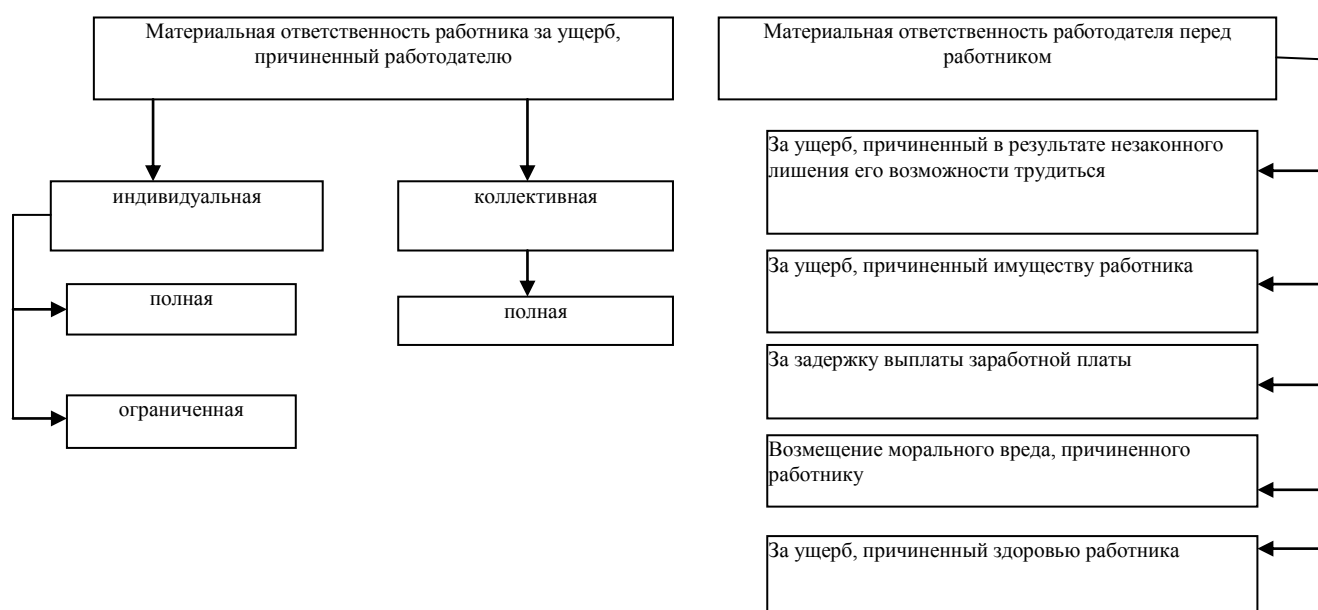 Материальная ответственность работника за ущерб,
причиненный работодателю
индивидуальная
коллективная
полная
полная
ограниченная
Материальная ответственность работодателя перед
работником
За ущерб, причиненный в результате незаконного
лишения его возможности трудиться
За ущерб, причиненный имуществу работника
За задержку выплаты заработной платы
Возмещение морального вреда, причиненного
работнику
За ущерб, причиненный здоровью работника